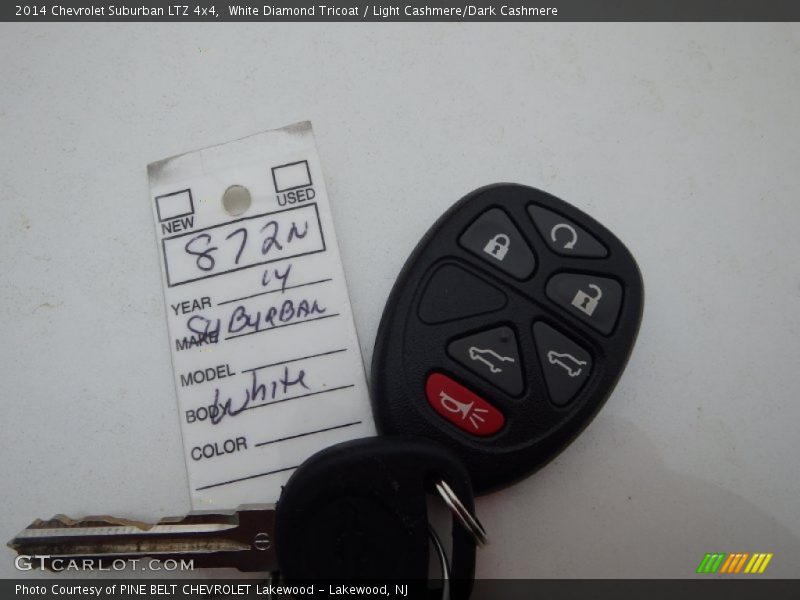 2014 Chevrolet Suburban LTZ 4x4,  White Diamond Tricoat / Light Cashmere/Dark Cashmere
NEW USED
872N
YEAR 14
MAKE SUBURBAN
MODEL
BODY White
COLOR
GTCARLOT.COM
Photo Courtesy of PINE BELT CHEVROLET Lakewood - Lakewood, NJ